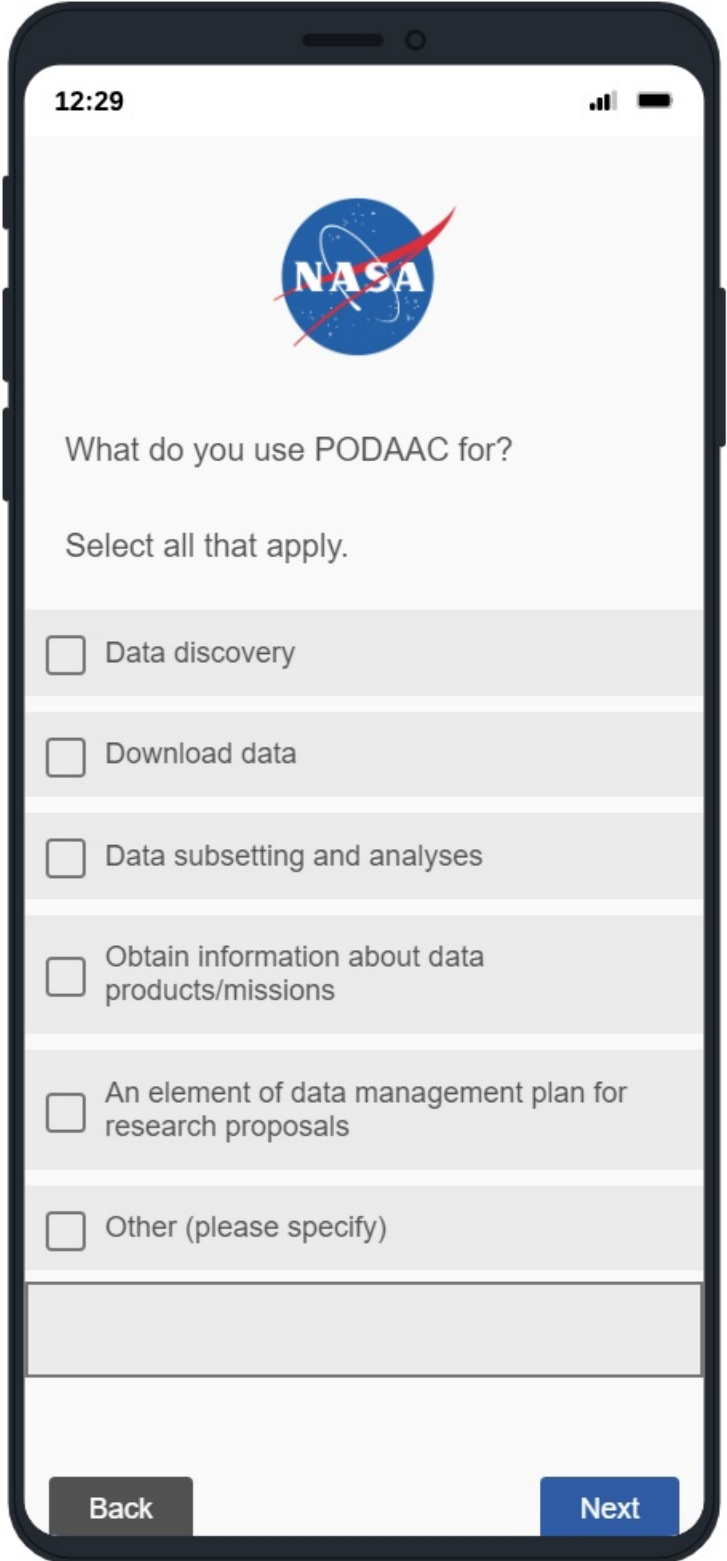 12:29
NASA
What do you use PODAAC for?
Select all that apply.
Data discovery
Download data
Data subsetting and analyses
Obtain information about data
products/missions
An element of data management plan for
research proposals
Other (please specify)
Back
Next